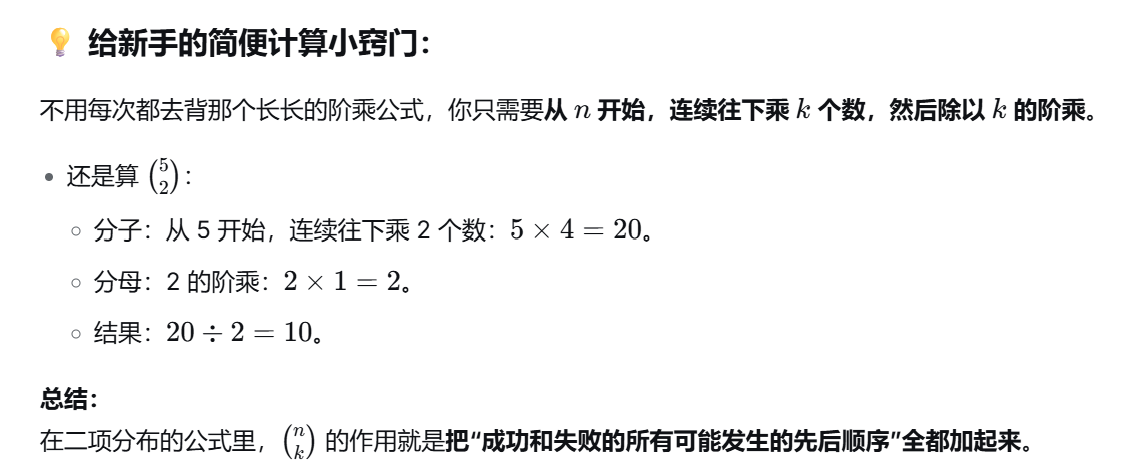 💡 给新手的简便计算小窍门：
不用每次都去背那个长长的阶乘公式，你只需要从 n 开始，连续往下乘 k 个数，然后除以 k 的阶乘。
• 还是算 (5 2)：
◦ 分子：从 5 开始，连续往下乘 2 个数：5 × 4 = 20。
◦ 分母：2 的阶乘：2 × 1 = 2。
◦ 结果：20 ÷ 2 = 10。
总结：
在二项分布的公式里，(n k) 的作用就是把“成功和失败的所有可能发生的先后顺序”全都加起来。